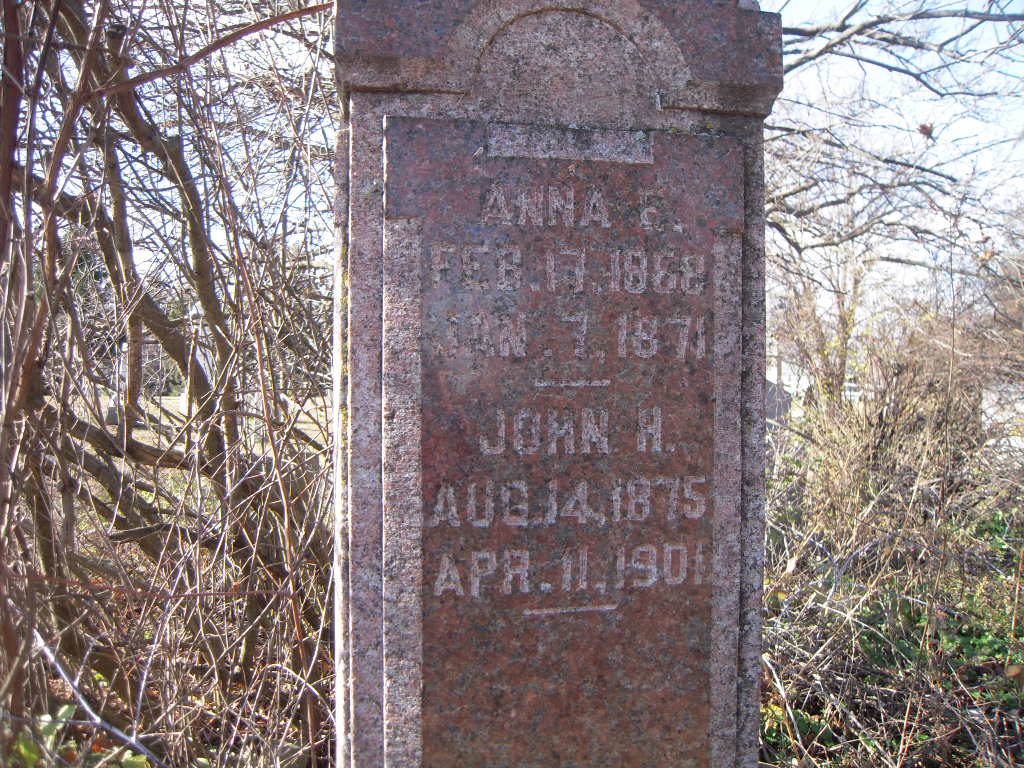 ANNA E.
FEB. 17, 1868
JAN. 7, 1871
JOHN H.
AUG. 14, 1875
APR. 11, 1901